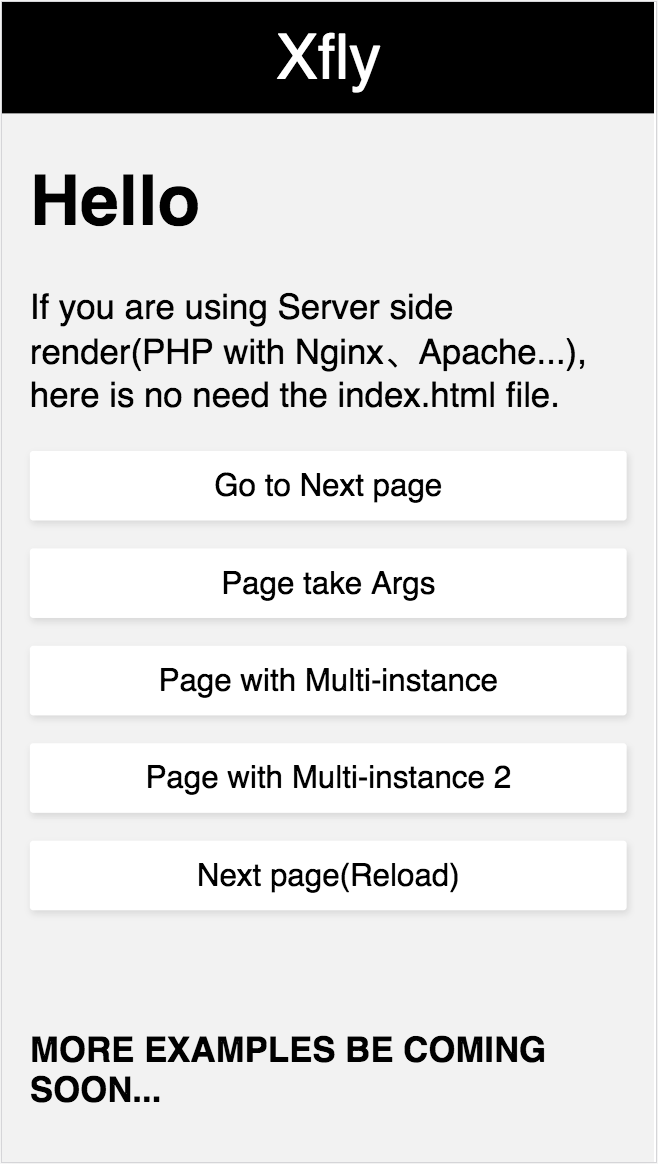 Xfly
Hello
If you are using Server side
render(PHP with Nginx、Apache...),
here is no need the index.html file.
Go to Next page
Page take Args
Page with Multi-instance
Page with Multi-instance 2
Next page(Reload)
MORE EXAMPLES BE COMING
SOON...